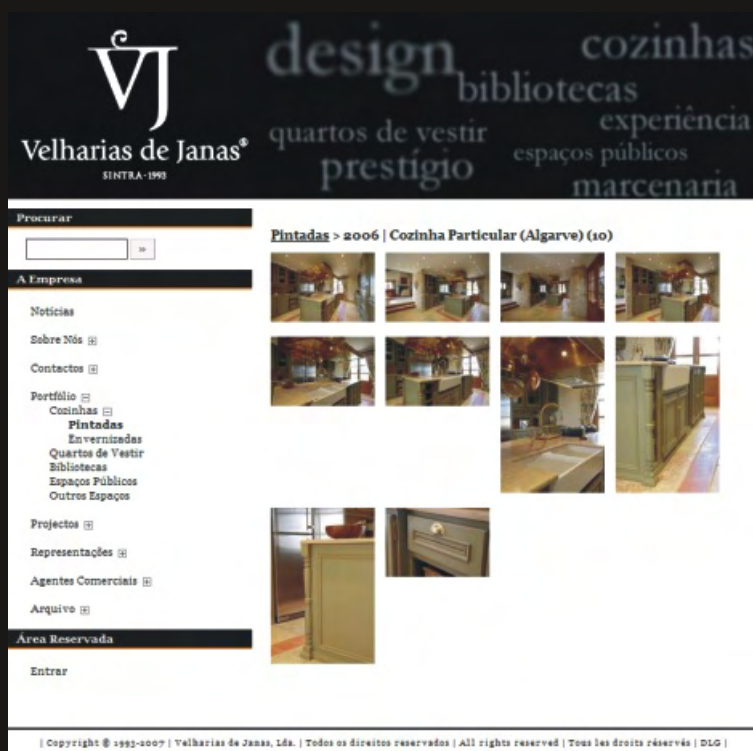 VJ
Velharias de Janas®
SINTRA-1993
design
cozinhas
bibliotecas
experiência
quartos de vestir
espaços públicos
prestígio
marcenaria
Procurar
»
A Empresa
Notícias
Sobre Nós
Contactos
Portfólio
Cozinhas
Pintadas
Envernizadas
Quartos de Vestir
Bibliotecas
Espaços Públicos
Outros Espaços
Projectos
Representações
Agentes Comerciais
Arquivo
Área Reservada
Entrar
Pintadas > 2006 | Cozinha Particular (Algarve) (10)
| Copyright © 1993-2007 | Velharias de Janas, Lda. | Todos os direitos reservados | All rights reserved | Tous les droits réservés | DLG |